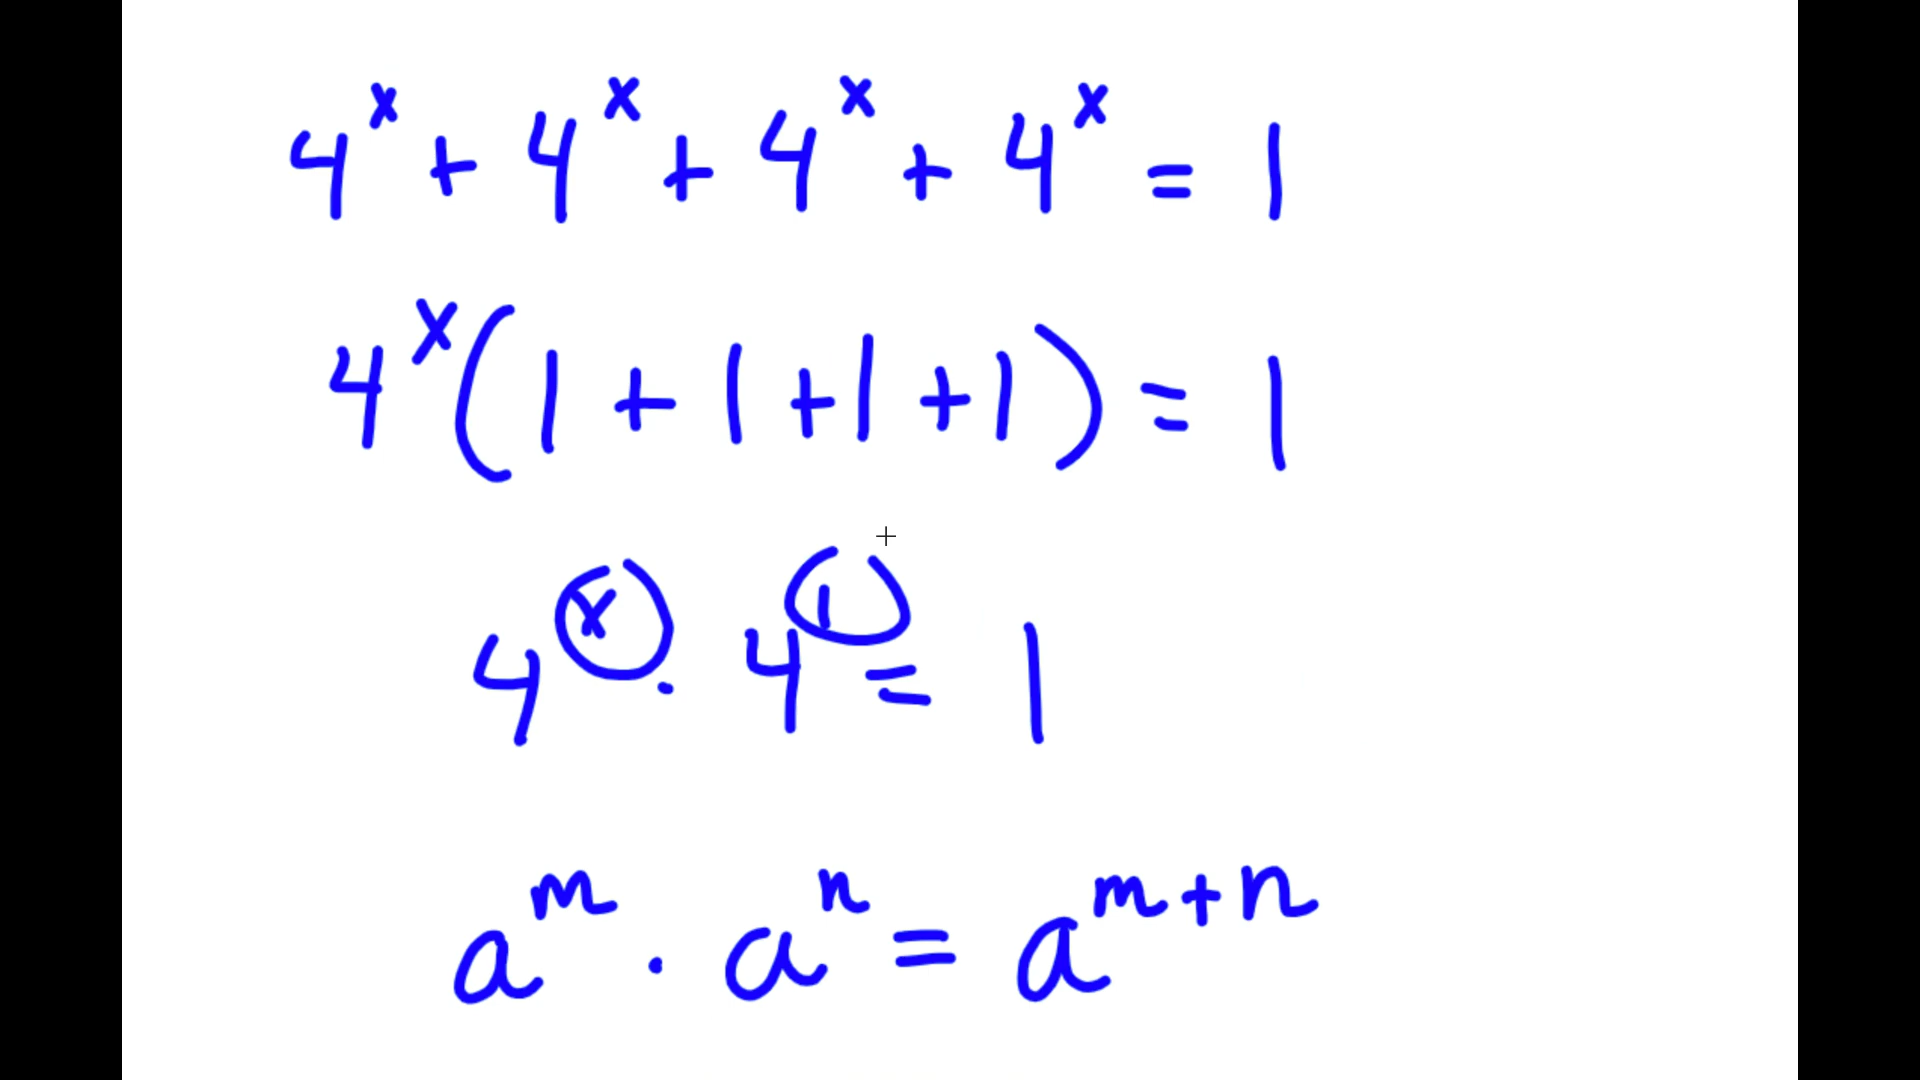 4^x + 4^x + 4^x + 4^x = 1
4^x(1 + 1 + 1 + 1) = 1
4^x · 4^1 = 1
a^m · a^n = a^{m+n}